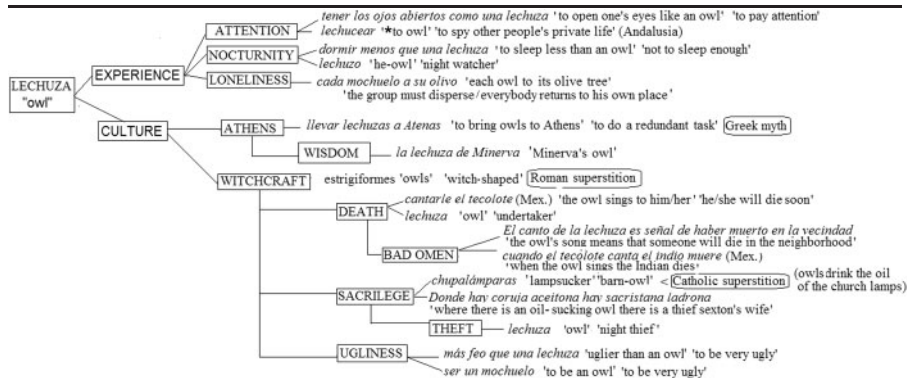 tener los ojos abiertos como una lechuza 'to open one's eyes like an owl' 'to pay attention'
ATTENTION
lechucear '*to owl' 'to spy other people's private life' (Andalusia)
EXPERIENCE
NOCTURNITY
dormir menos que una lechuza 'to sleep less than an owl' 'not to sleep enough'
lechuzo 'he-owl' 'night watcher'
LONELINESS
cada mochuelo a su olivo 'each owl to its olive tree'
'the group must disperse/everybody returns to his own place'
LECHUZA
"owl"
CULTURE
ATHENS
llevar lechuzas a Atenas 'to bring owls to Athens' 'to do a redundant task' Greek myth
WISDOM
la lechuza de Minerva 'Minerva's owl'
WITCHCRAFT
estrigiformes 'owls' 'witch-shaped' Roman superstition
DEATH
cantarle el tecolote (Mex.) 'the owl sings to him/her' 'he/she will die soon'
lechuza 'owl' 'undertaker'
BAD OMEN
El canto de la lechuza es señal de haber muerto en la vecindad
'the owl's song means that someone will die in the neighborhood'
cuando el tecolote canta el indio muere (Mex.)
'when the owl sings the Indian dies'
SACRILEGE
chupalámparas 'lampsucker' 'barn-owl' < Catholic superstition (owls drink the oil
of the church lamps)
Donde hay coruja aceitona hay sacristana ladrona
'where there is an oil-sucking owl there is a thief sexton's wife'
THEFT
lechuza 'owl' 'night thief'
UGLINESS
más feo que una lechuza 'uglier than an owl' 'to be very ugly'
ser un mochuelo 'to be an owl' 'to be very ugly'